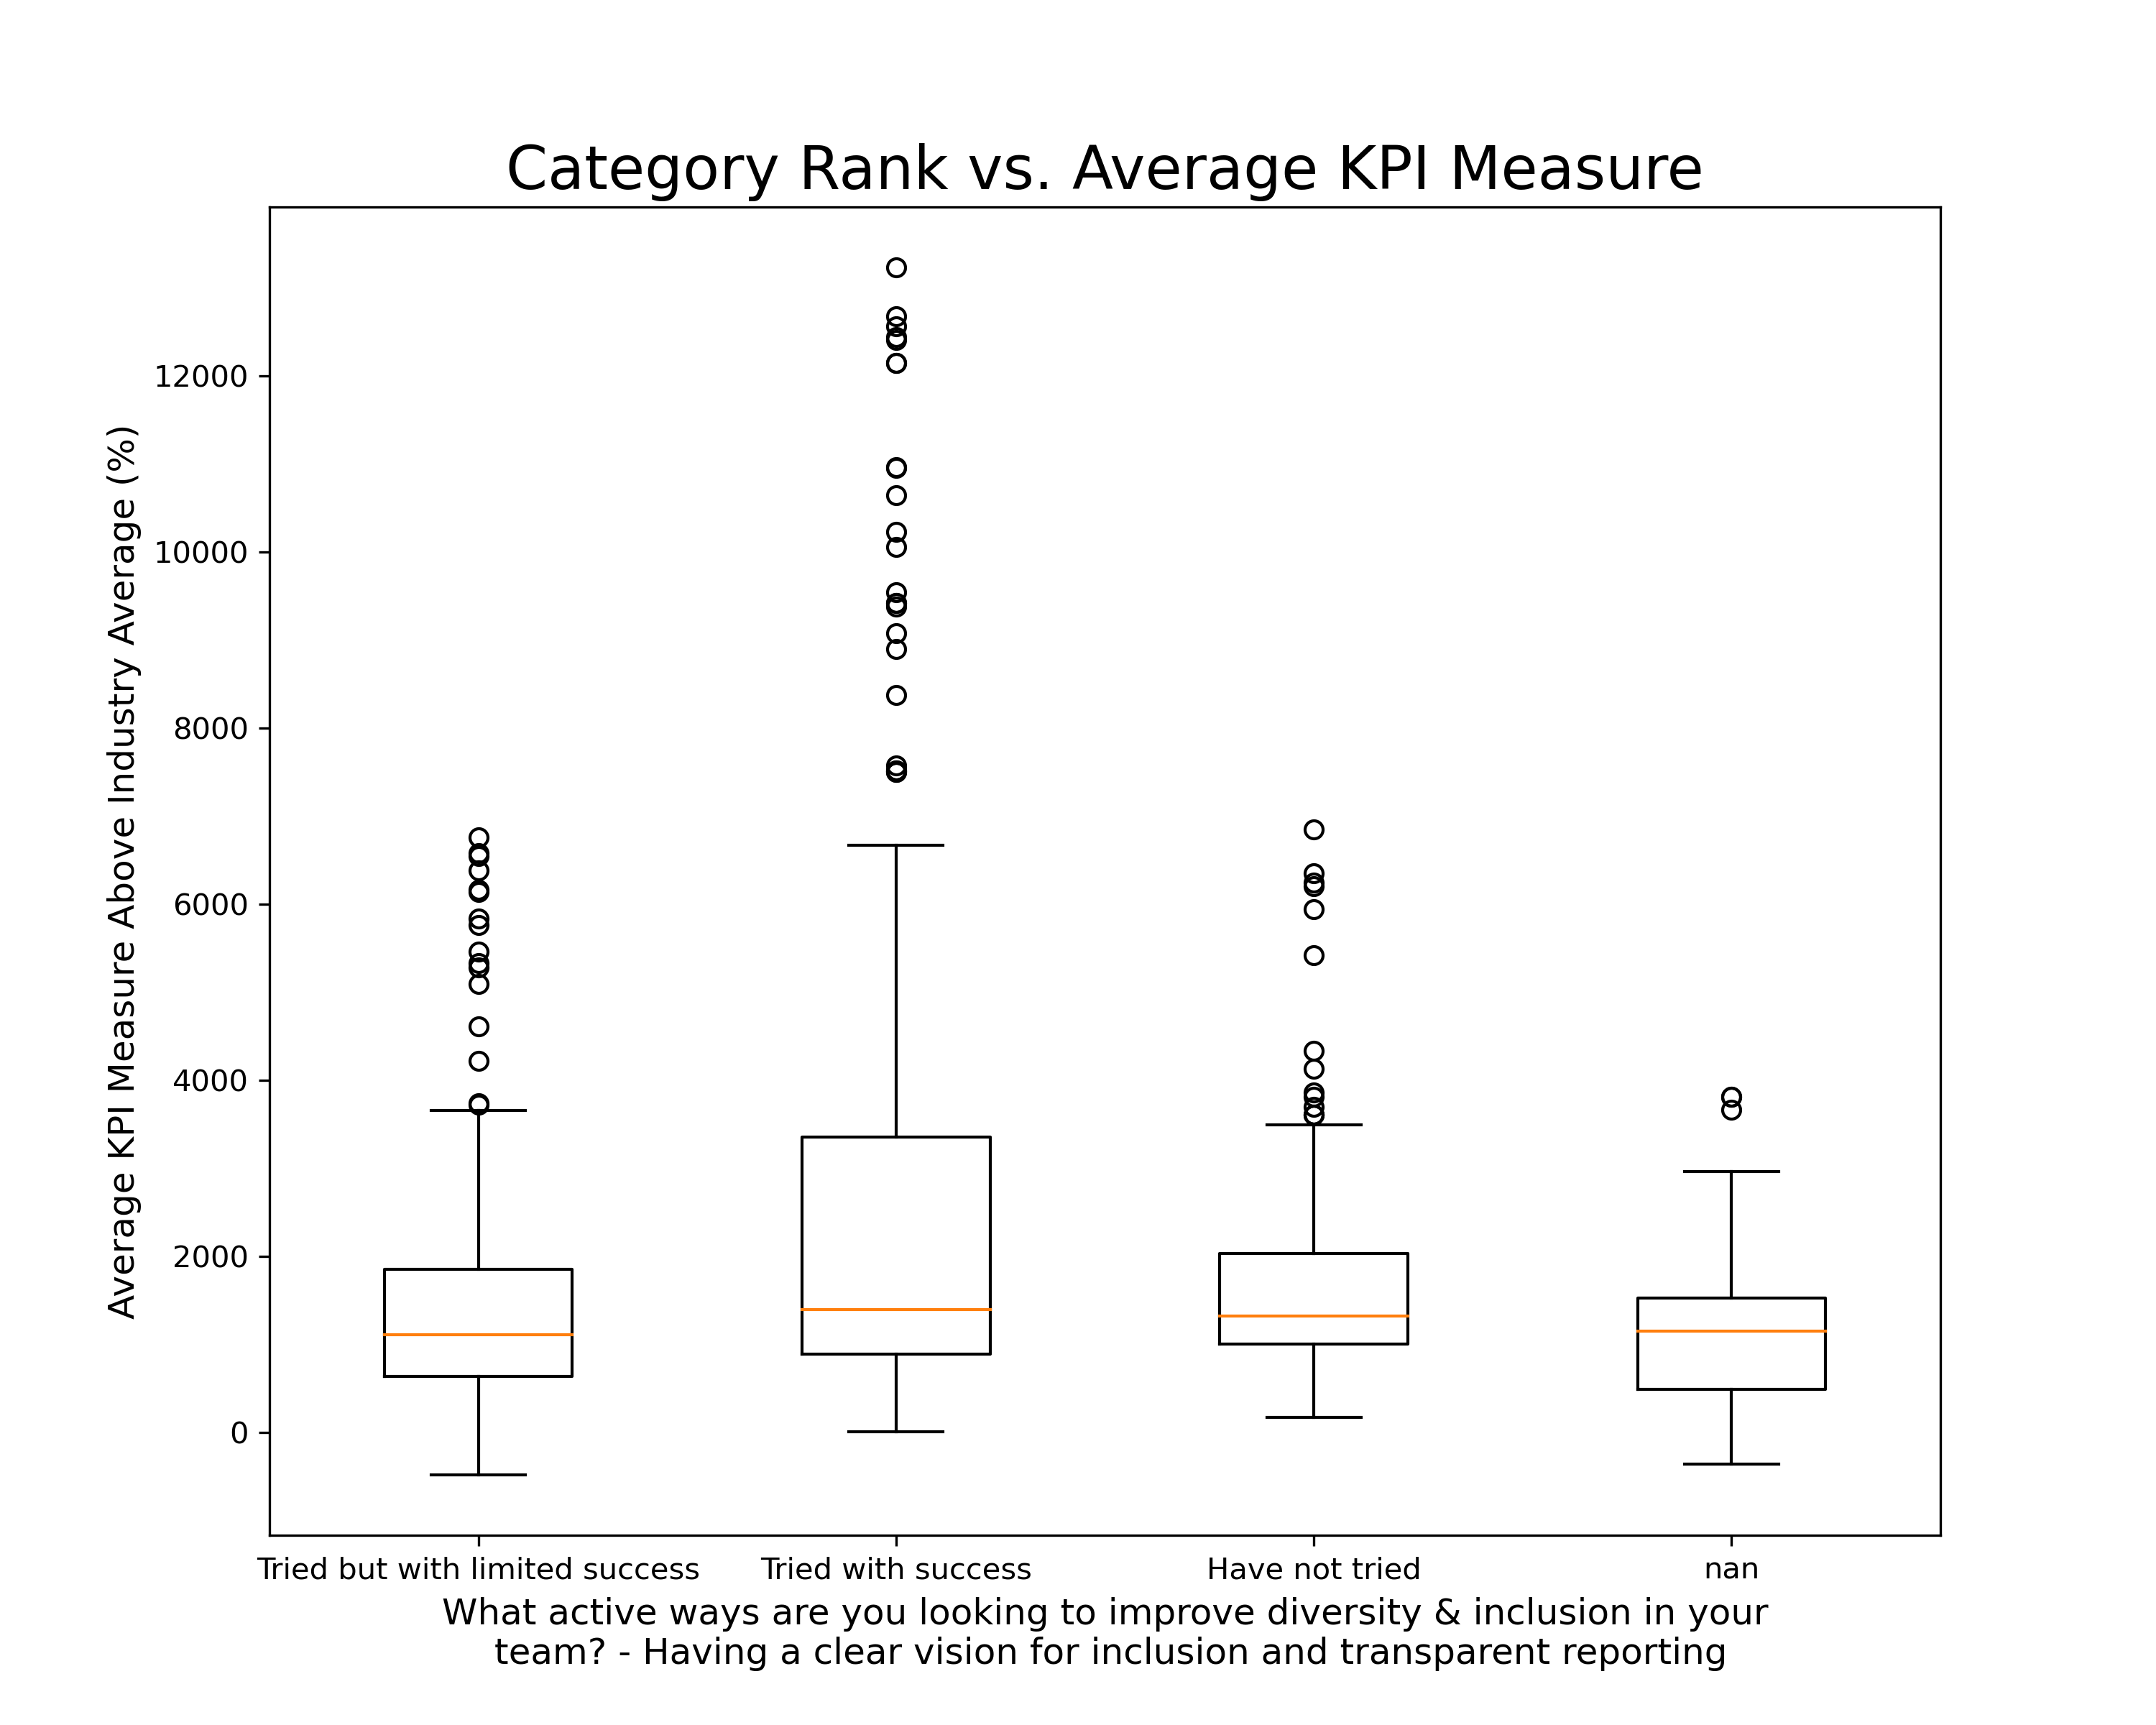 Category Rank vs. Average KPI Measure
Average KPI Measure Above Industry Average (%)
12000
10000
8000
6000
4000
2000
0
Tried but with limited success
Tried with success
Have not tried
nan
What active ways are you looking to improve diversity & inclusion in your
team? - Having a clear vision for inclusion and transparent reporting